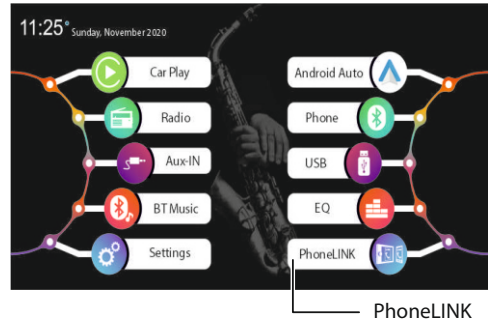 11:25° Sunday, November 2020
Car Play
Android Auto
Radio
Phone
Aux-IN
USB
BT Music
EQ
Settings
PhoneLINK
PhoneLINK